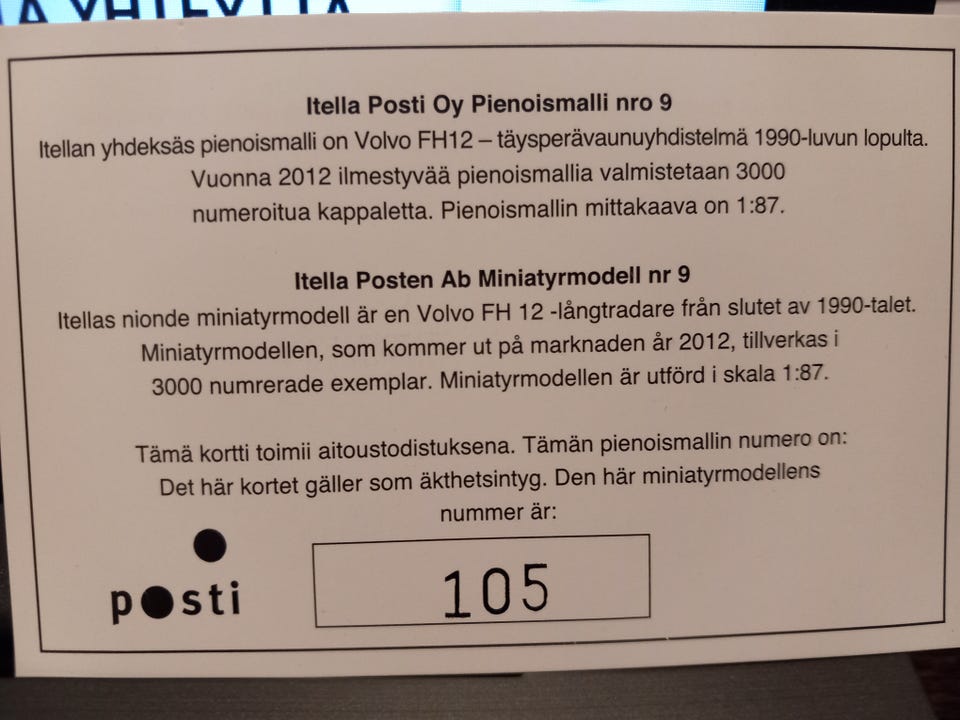 A YHTEYTTÄ
Itella Posti Oy Pienoismalli nro 9
Itellan yhdeksäs pienoismalli on Volvo FH12 – täysperävaunuyhdistelmä 1990-luvun lopulta.
Vuonna 2012 ilmestyvää pienoismallia valmistetaan 3000
numeroitua kappaletta. Pienoismallin mittakaava on 1:87.
Itella Posten Ab Miniatyrmodell nr 9
Itellas nionde miniatyrmodell är en Volvo FH 12 -långtradare från slutet av 1990-talet.
Miniatyrmodellen, som kommer ut på marknaden år 2012, tillverkas i
3000 numrerade exemplar. Miniatyrmodellen är utförd i skala 1:87.
Tämä kortti toimii aitoustodistuksena. Tämän pienoismallin numero on:
Det här kortet gäller som äkthetsintyg. Den här miniatyrmodellens
nummer är:
posti
105